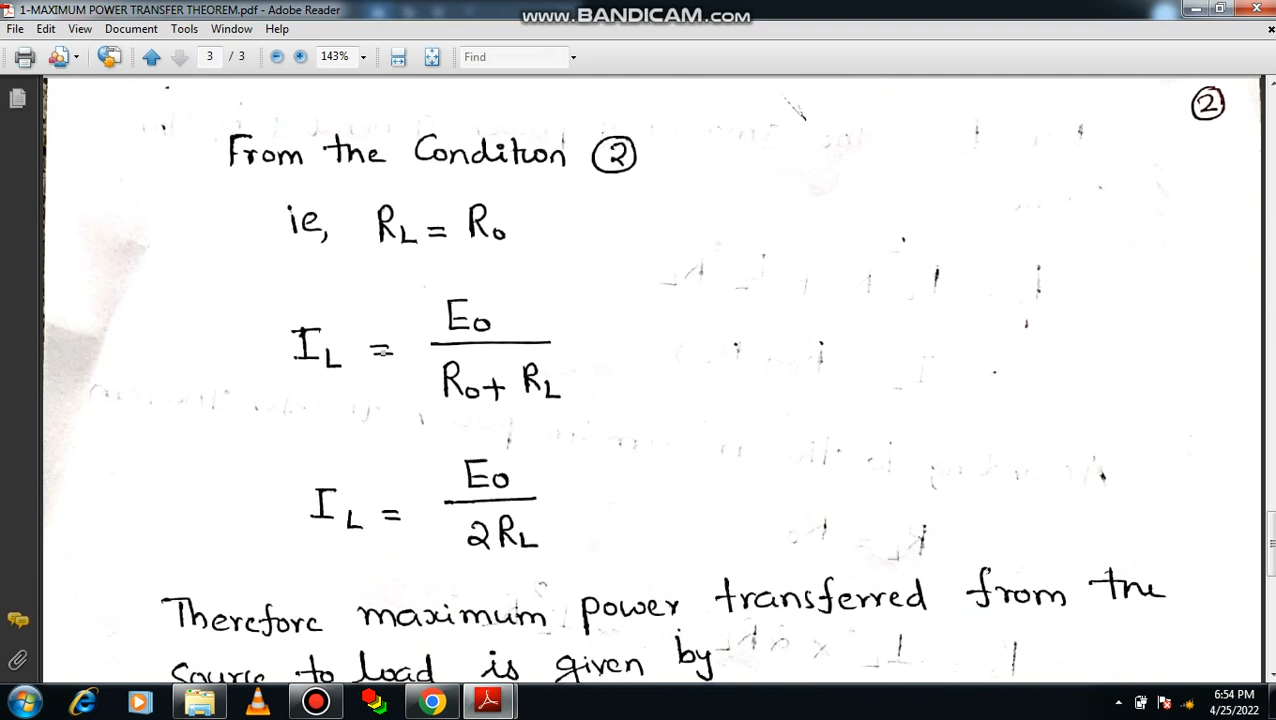 1-MAXIMUM POWER TRANSFER THEOREM.pdf - Adobe Reader
www.BANDICAM.com
File Edit View Document Tools Window Help
3 / 3 143% Find
②
From the Condition ②
ie, RL = Ro
IL = Eo / Ro + RL
IL = Eo / 2RL
Therefore maximum power transferred from the
source to load is given by
6:54 PM
4/25/2022